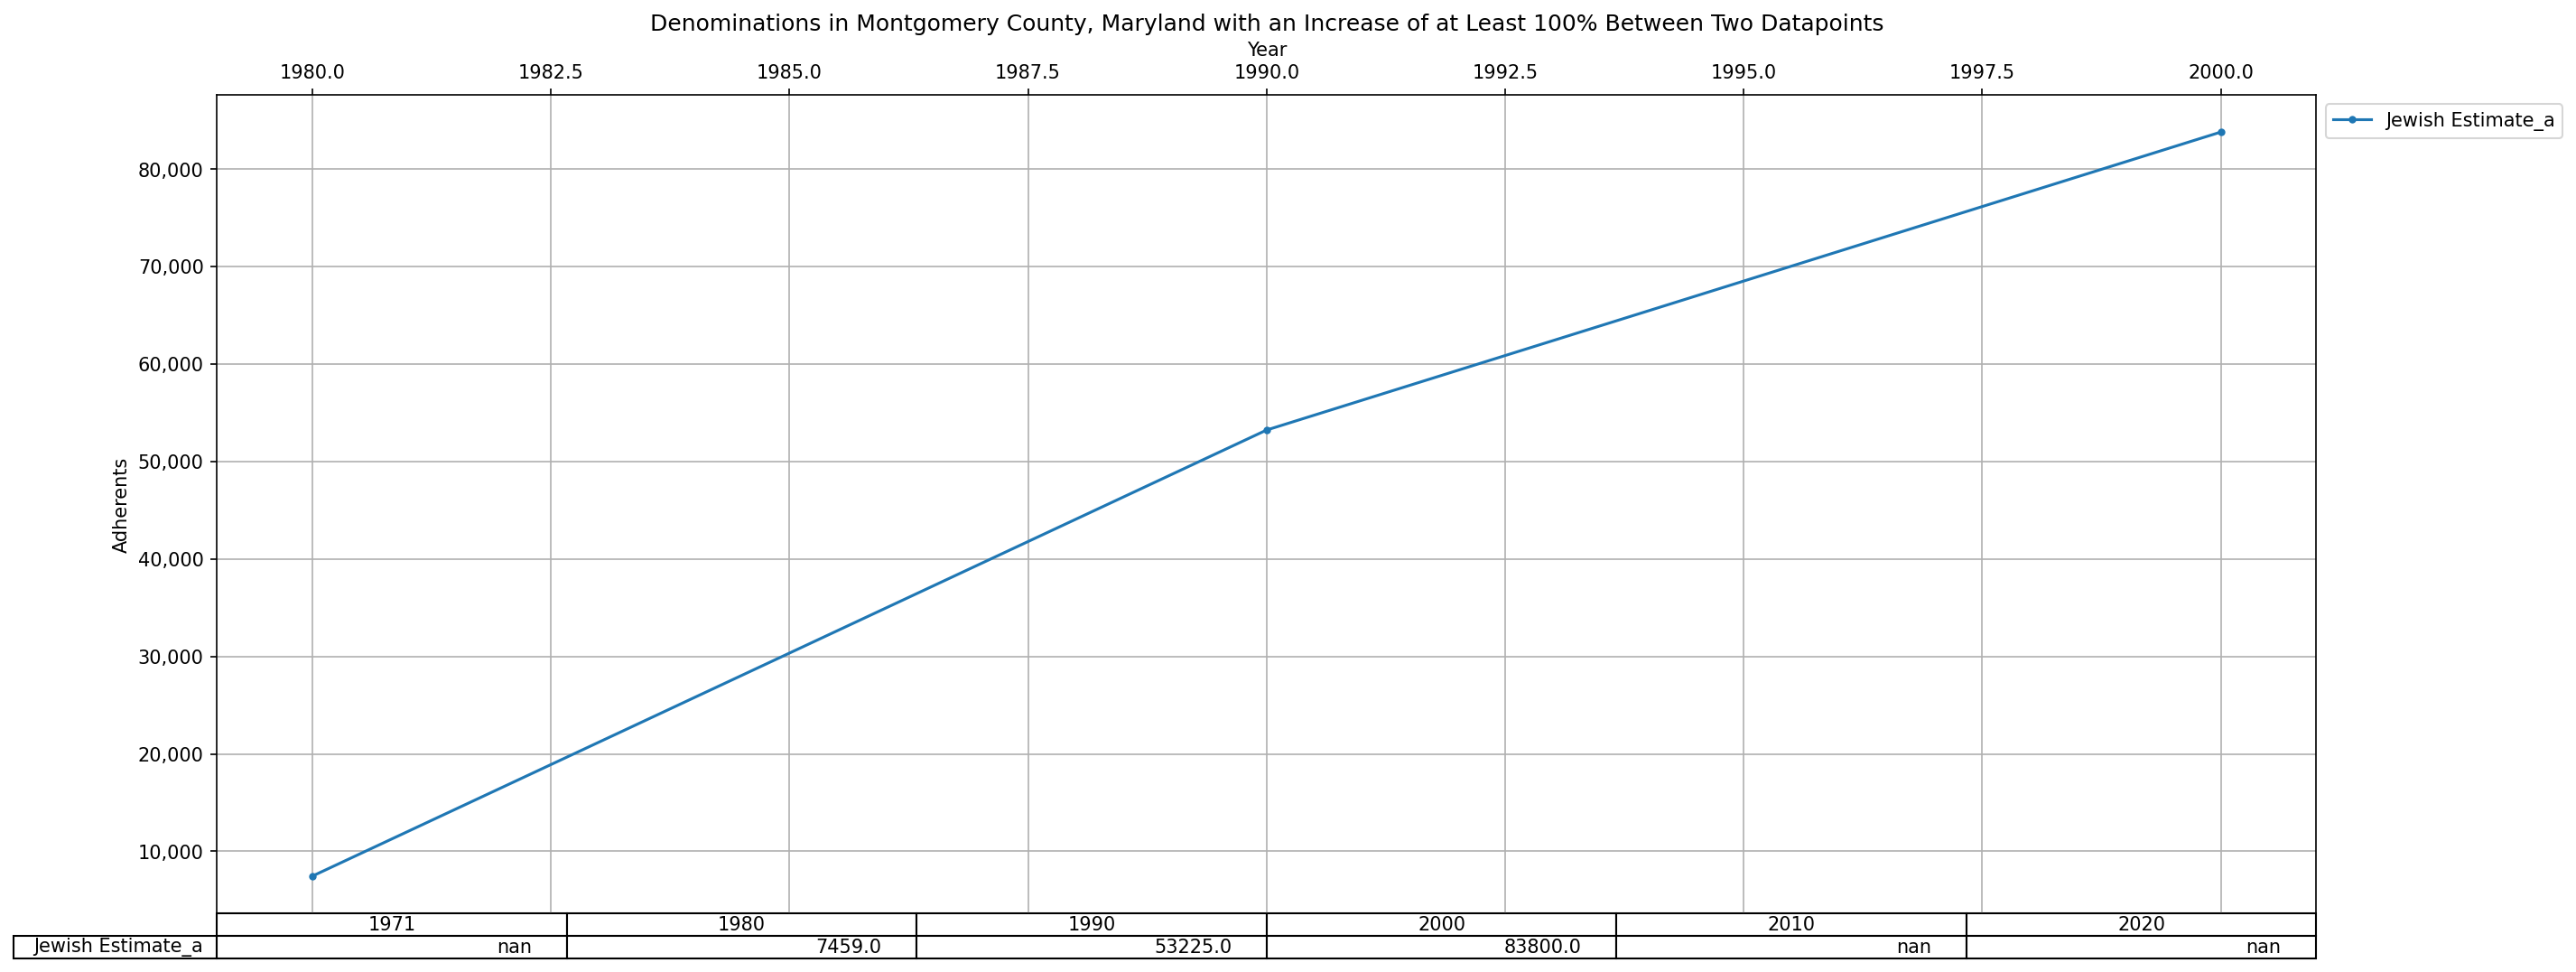 Denominations in Montgomery County, Maryland with an Increase of at Least 100% Between Two Datapoints
Year
1980.0 1982.5 1985.0 1987.5 1990.0 1992.5 1995.0 1997.5 2000.0
Jewish Estimate_a
80,000
70,000
60,000
50,000
40,000
30,000
20,000
10,000
Adherents
1971 1980 1990 2000 2010 2020
Jewish Estimate_a nan 7459.0 53225.0 83800.0 nan nan